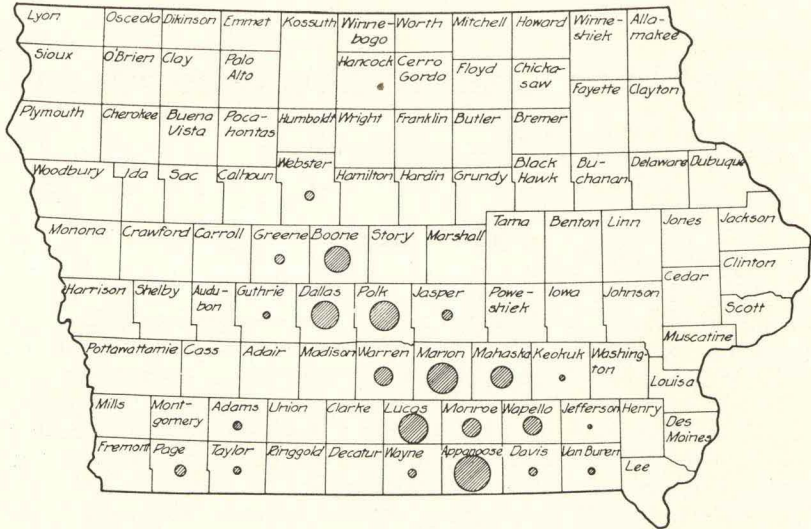 Lyon Osceola Dikinson Emmet Kossuth Winne-bago Worth Mitchell Howard Winne-shiek Alla-makee
Sioux O'Brien Clay Palo Alto Hancock Cerro Gordo Floyd Chicka-saw Fayette Clayton
Plymouth Cherokee Buena Vista Poca-hontas Humboldt Wright Franklin Butler Bremer
Woodbury Ida Sac Calhoun Webster Hamilton Hardin Grundy Black Hawk Bu-chanan Delaware Dubuque
Monona Crawford Carroll Greene Boone Story Marshall Tama Benton Linn Jones Jackson
Clinton
Harrison Shelby Audu-bon Guthrie Dallas Polk Jasper Powe-shiek Iowa Johnson Cedar Scott
Muscatine
Pottawattamie Cass Adair Madison Warren Marion Mahaska Keokuk Washing-ton Louisa
Mills Mont-gomery Adams Union Clarke Lucas Monroe Wapello Jefferson Henry Des Moines
Fremont Page Taylor Ringgold Decatur Wayne Appanoose Davis Van Buren Lee